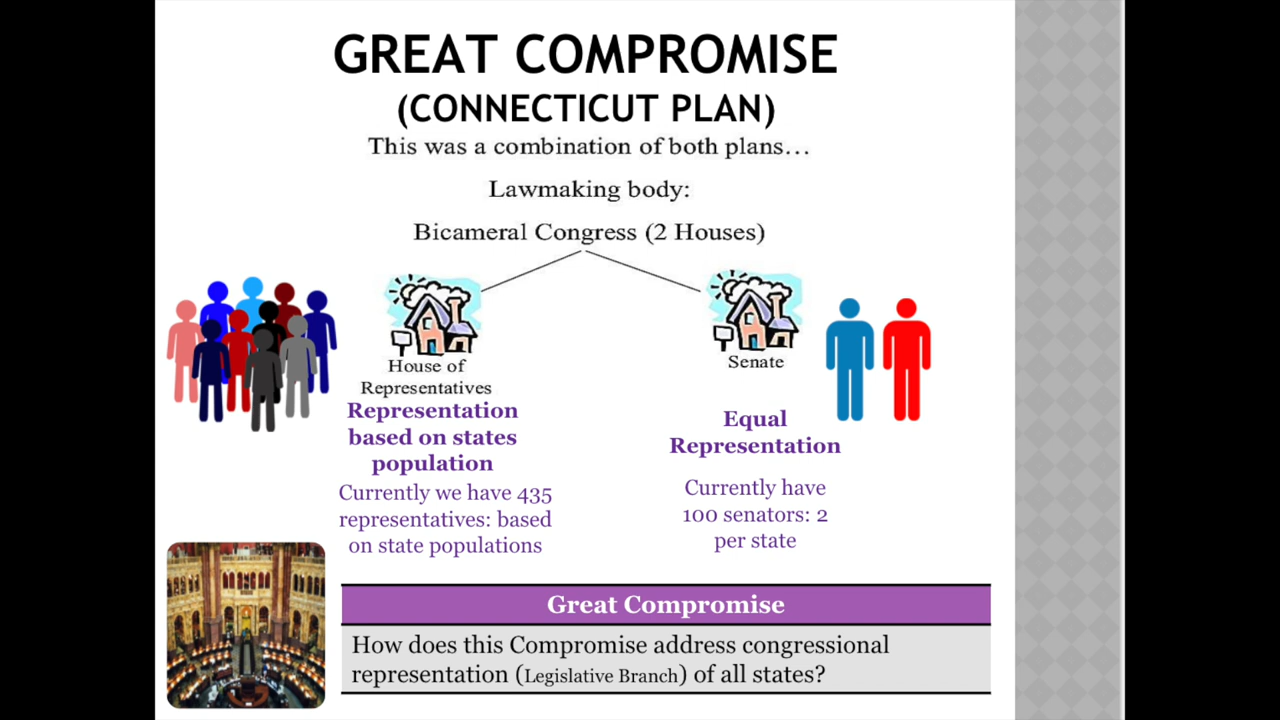 GREAT COMPROMISE
(CONNECTICUT PLAN)
This was a combination of both plans...
Lawmaking body:
Bicameral Congress (2 Houses)
House of
Representatives
Representation
based on states
population
Currently we have 435
representatives: based
on state populations
Senate
Equal
Representation
Currently have
100 senators: 2
per state
Great Compromise
How does this Compromise address congressional
representation (Legislative Branch) of all states?